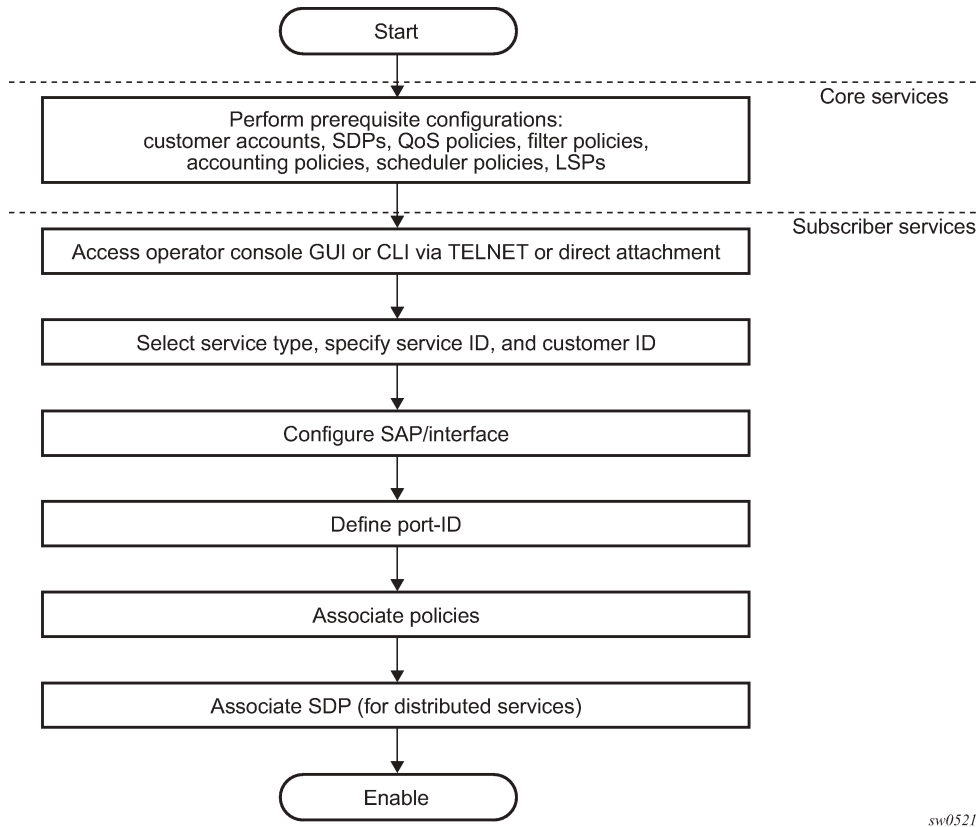 Start
Core services
Perform prerequisite configurations:
customer accounts, SDPs, QoS policies, filter policies,
accounting policies, scheduler policies, LSPs
Subscriber services
Access operator console GUI or CLI via TELNET or direct attachment
Select service type, specify service ID, and customer ID
Configure SAP/interface
Define port-ID
Associate policies
Associate SDP (for distributed services)
Enable
sw0521